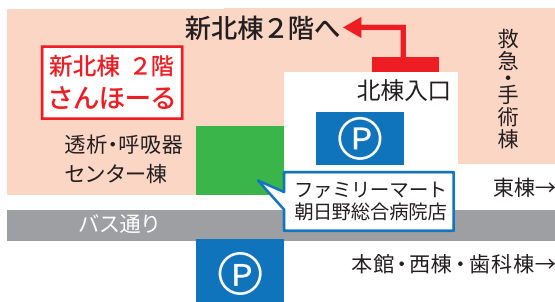 新北棟２階へ
新北棟 ２階
さんほーる
救急・手術棟
北棟入口
P
透析・呼吸器
センター棟
ファミリーマート
朝日野総合病院店
東棟→
バス通り
P
本館・西棟・歯科棟→